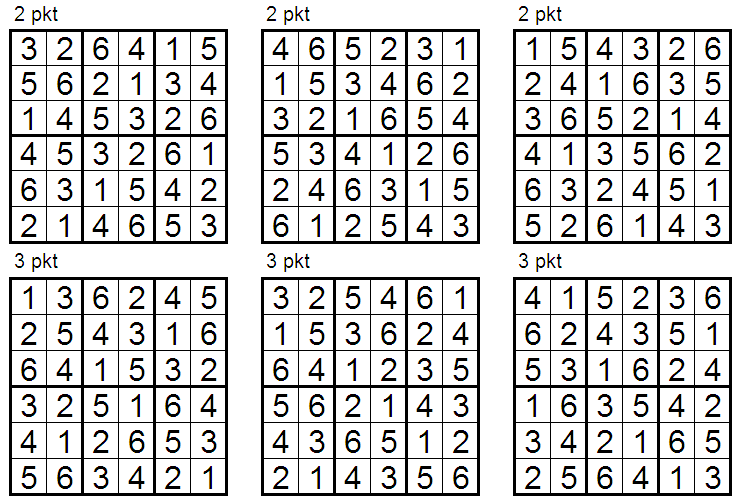 2 pkt 2 pkt 2 pkt
3 2 6 4 1 5 4 6 5 2 3 1 1 5 4 3 2 6
5 6 2 1 3 4 1 5 3 4 6 2 2 4 1 6 3 5
1 4 5 3 2 6 3 2 1 6 5 4 3 6 5 2 1 4
4 5 3 2 6 1 5 3 4 1 2 6 4 1 3 5 6 2
6 3 1 5 4 2 2 4 6 3 1 5 6 3 2 4 5 1
2 1 4 6 5 3 6 1 2 5 4 3 5 2 6 1 4 3
3 pkt 3 pkt 3 pkt
1 3 6 2 4 5 3 2 5 4 6 1 4 1 5 2 3 6
2 5 4 3 1 6 1 5 3 6 2 4 6 2 4 3 5 1
6 4 1 5 3 2 6 4 1 2 3 5 5 3 1 6 2 4
3 2 5 1 6 4 5 6 2 1 4 3 1 6 3 5 4 2
4 1 2 6 5 3 4 3 6 5 1 2 3 4 2 1 6 5
5 6 3 4 2 1 2 1 4 3 5 6 2 5 6 4 1 3